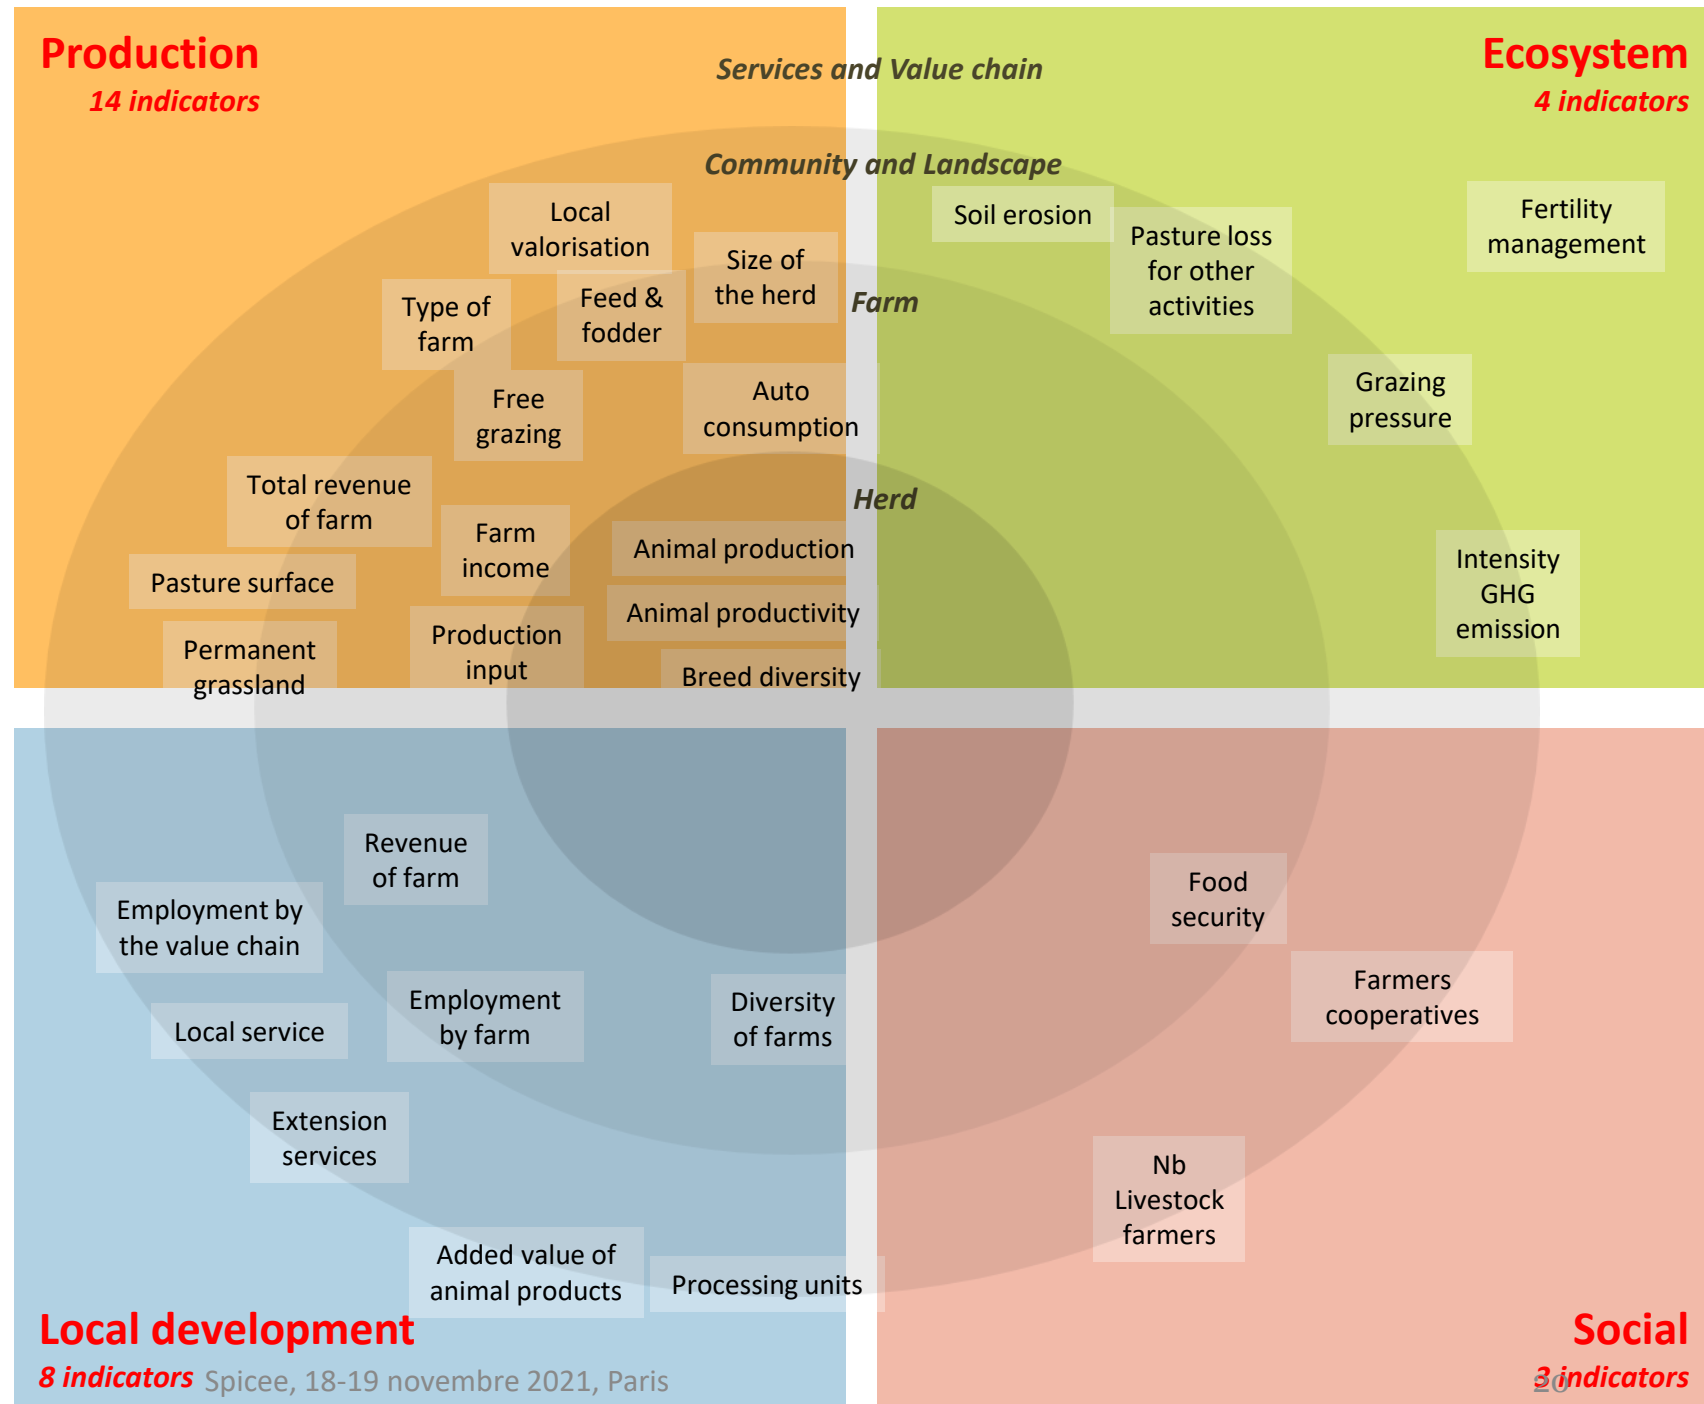 Production
14 indicators
Services and Value chain
Ecosystem
4 indicators
Community and Landscape
Farm
Herd
Local
valorisation
Size of
the herd
Type of
farm
Feed &
fodder
Free
grazing
Auto
consumption
Total revenue
of farm
Farm
income
Animal production
Pasture surface
Animal productivity
Permanent
grassland
Production
input
Breed diversity
Soil erosion
Pasture loss
for other
activities
Fertility
management
Grazing
pressure
Intensity
GHG
emission
Revenue
of farm
Employment by
the value chain
Employment
by farm
Diversity
of farms
Local service
Extension
services
Added value of
animal products
Processing units
Local development
8 indicators
Spicee, 18-19 novembre 2021, Paris
Food
security
Farmers
cooperatives
Nb
Livestock
farmers
Social
3 indicators
20